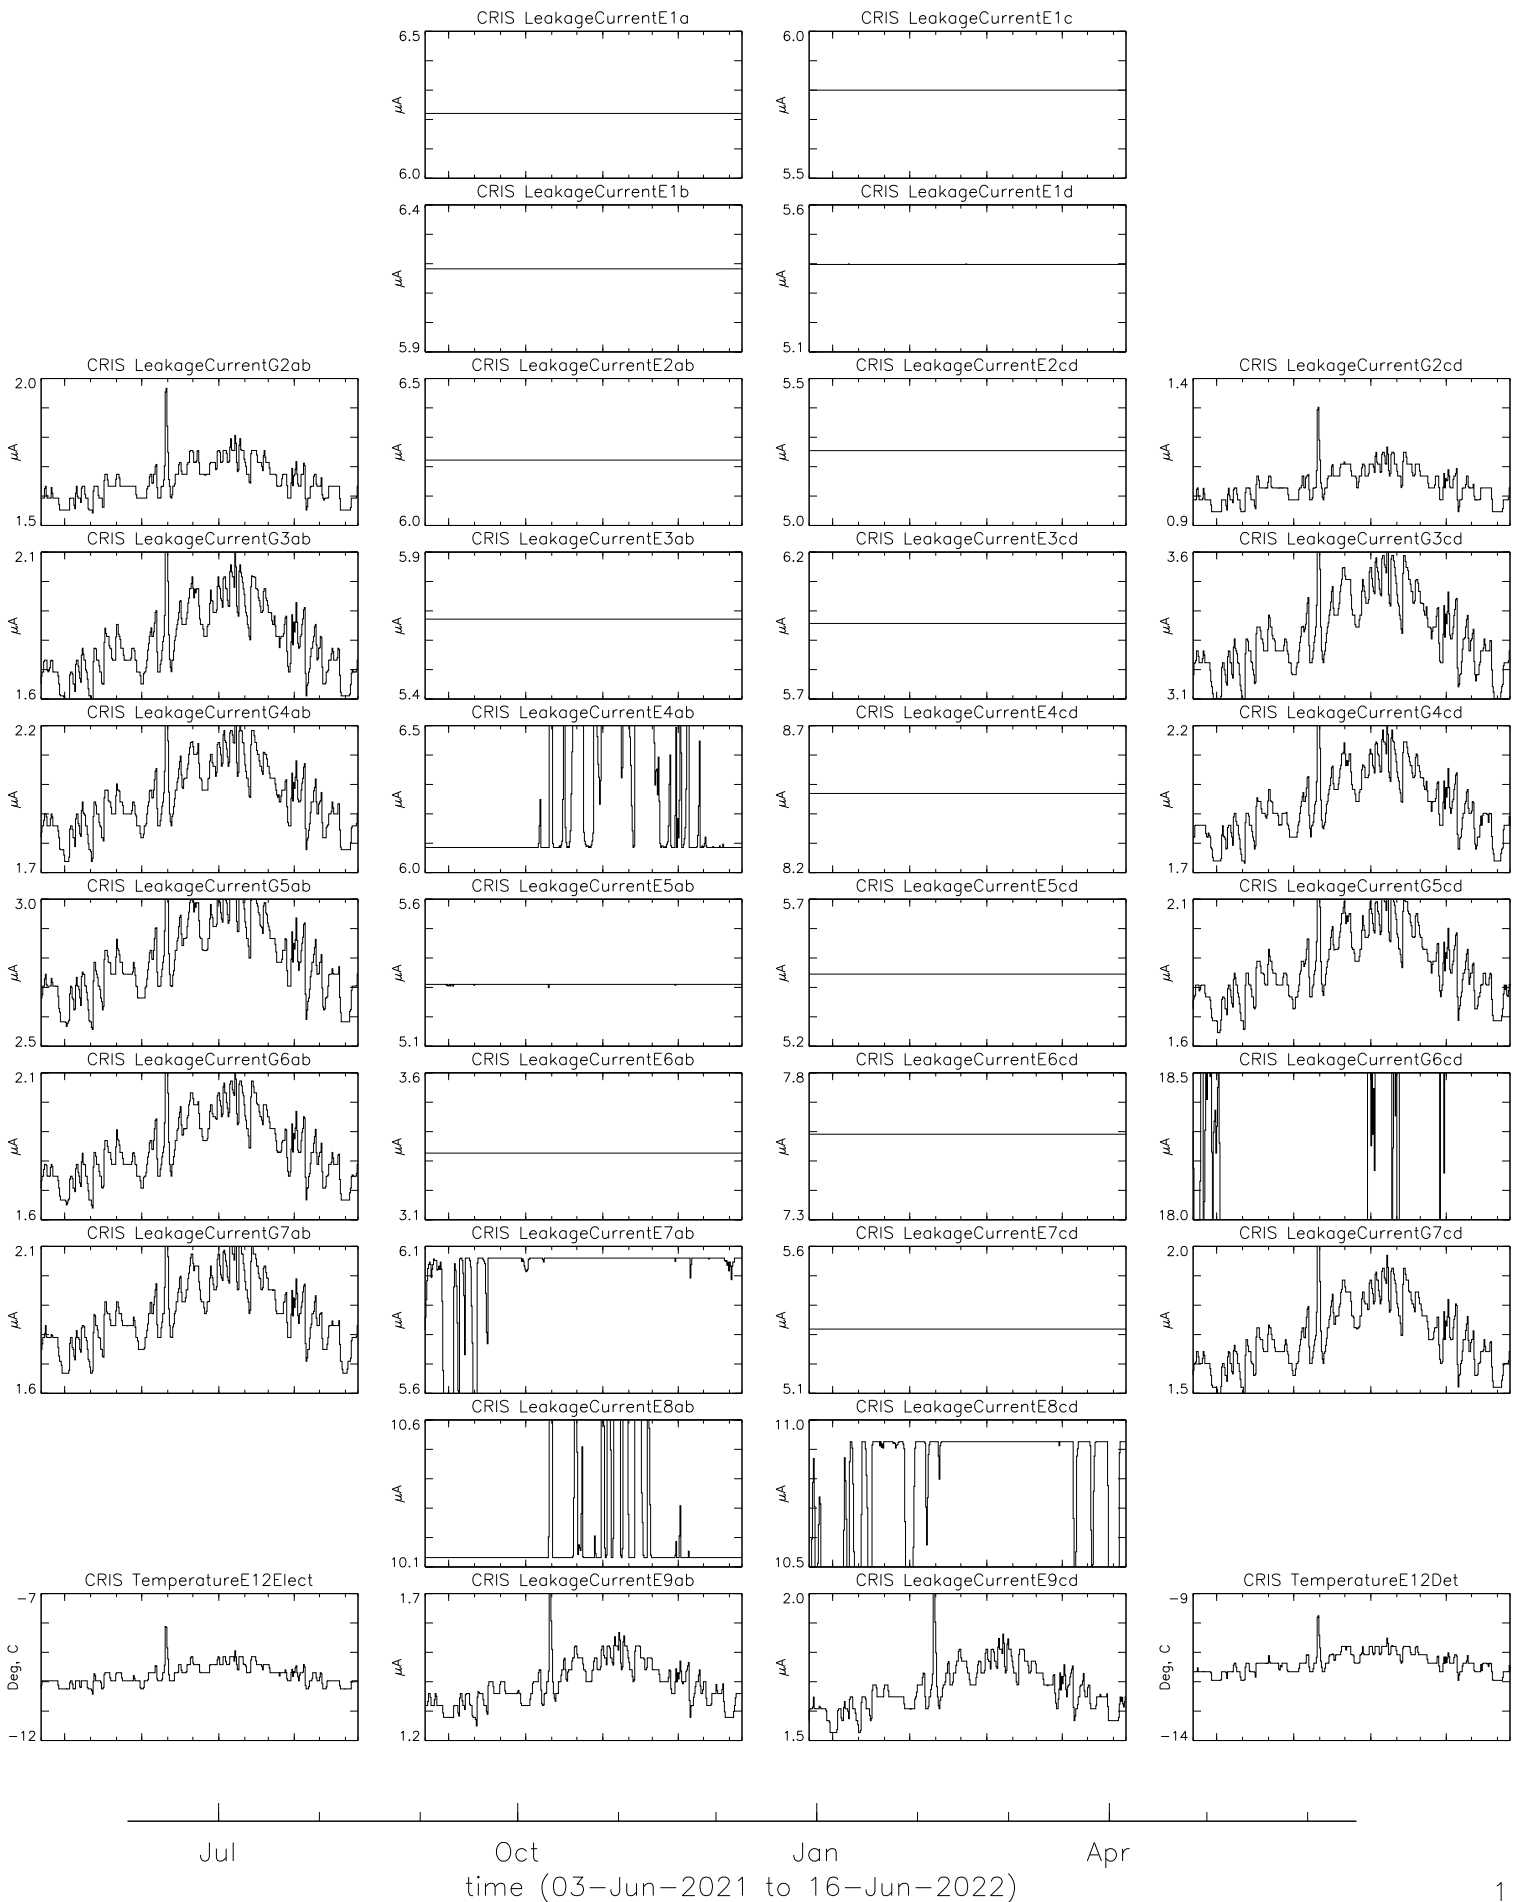 CRIS LeakageCurrentE1a
6.5
μA
6.0
CRIS LeakageCurrentE1c
6.0
μA
5.5
CRIS LeakageCurrentE1b
6.4
μA
5.9
CRIS LeakageCurrentE1d
5.6
μA
5.1
CRIS LeakageCurrentG2ab
2.0
μA
1.5
CRIS LeakageCurrentE2ab
6.5
μA
6.0
CRIS LeakageCurrentE2cd
5.5
μA
5.0
CRIS LeakageCurrentG2cd
1.4
μA
0.9
CRIS LeakageCurrentG3ab
2.1
μA
1.6
CRIS LeakageCurrentE3ab
5.9
μA
5.4
CRIS LeakageCurrentE3cd
6.2
μA
5.7
CRIS LeakageCurrentG3cd
3.6
μA
3.1
CRIS LeakageCurrentG4ab
2.2
μA
1.7
CRIS LeakageCurrentE4ab
6.5
μA
6.0
CRIS LeakageCurrentE4cd
8.7
μA
8.2
CRIS LeakageCurrentG4cd
2.2
μA
1.7
CRIS LeakageCurrentG5ab
3.0
μA
2.5
CRIS LeakageCurrentE5ab
5.6
μA
5.1
CRIS LeakageCurrentE5cd
5.7
μA
5.2
CRIS LeakageCurrentG5cd
2.1
μA
1.6
CRIS LeakageCurrentG6ab
2.1
μA
1.6
CRIS LeakageCurrentE6ab
3.6
μA
3.1
CRIS LeakageCurrentE6cd
7.8
μA
7.3
CRIS LeakageCurrentG6cd
18.5
μA
18.0
CRIS LeakageCurrentG7ab
2.1
μA
1.6
CRIS LeakageCurrentE7ab
6.1
μA
5.6
CRIS LeakageCurrentE7cd
5.6
μA
5.1
CRIS LeakageCurrentG7cd
2.0
μA
1.5
CRIS LeakageCurrentE8ab
10.6
μA
10.1
CRIS LeakageCurrentE8cd
11.0
μA
10.5
CRIS TemperatureE12Elect
-7
Deg, C
-12
CRIS LeakageCurrentE9ab
1.7
μA
1.2
CRIS LeakageCurrentE9cd
2.0
μA
1.5
CRIS TemperatureE12Det
-9
Deg, C
-14
Jul Oct Jan Apr
time (03-Jun-2021 to 16-Jun-2022)
1